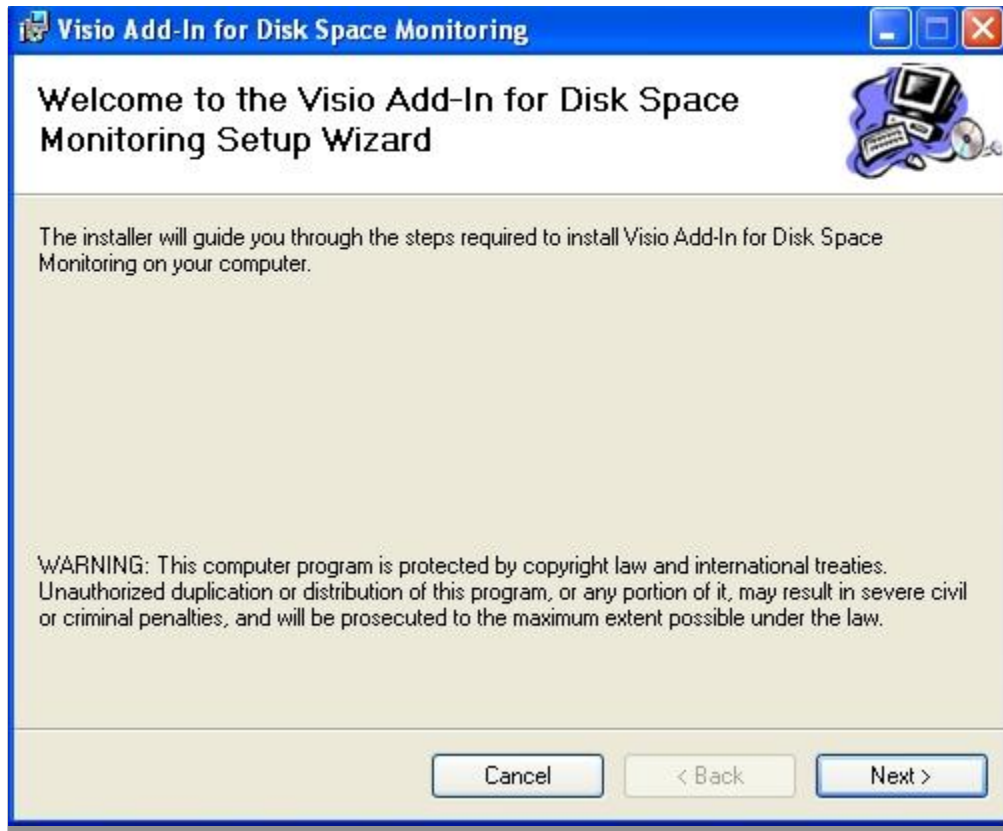 Visio Add-In for Disk Space Monitoring
Welcome to the Visio Add-In for Disk Space
Monitoring Setup Wizard
The installer will guide you through the steps required to install Visio Add-In for Disk Space
Monitoring on your computer.
WARNING: This computer program is protected by copyright law and international treaties.
Unauthorized duplication or distribution of this program, or any portion of it, may result in severe civil
or criminal penalties, and will be prosecuted to the maximum extent possible under the law.
Cancel
< Back
Next >